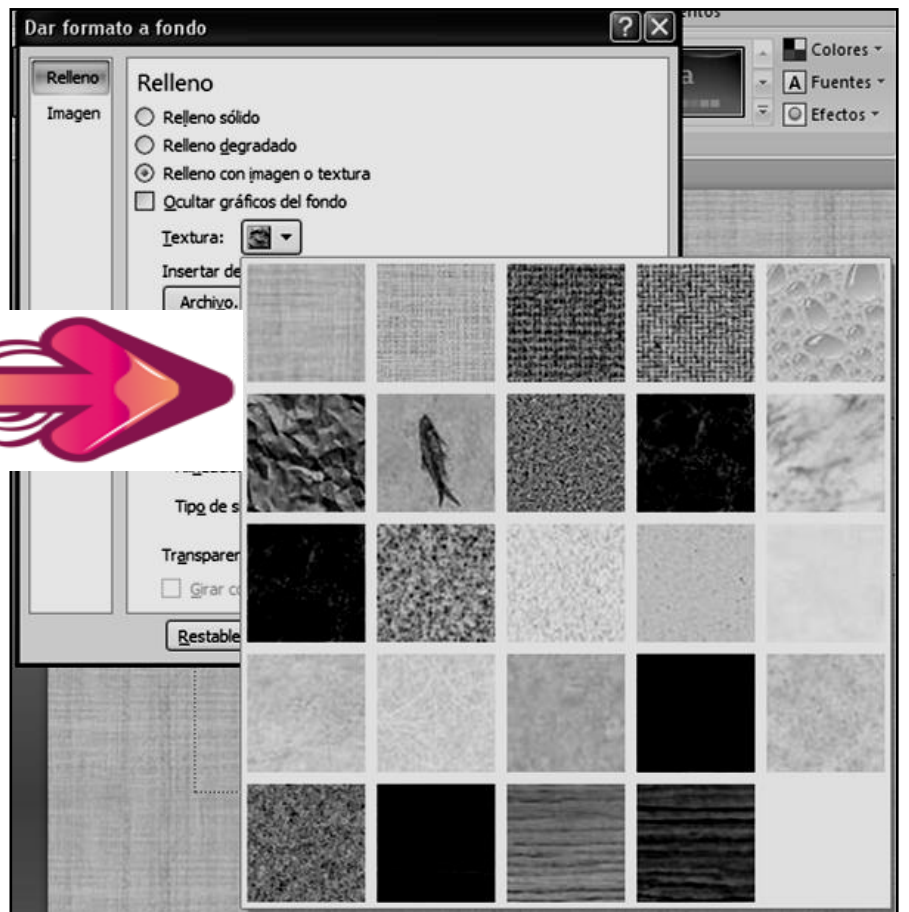 Dar formato a fondo
Relleno
Imagen
Relleno
Relleno sólido
Relleno degradado
Relleno con imagen o textura
Ocultar gráficos del fondo
Textura:
Insertar de
Archivo.
Tipo de s
Transparen
Girar co
Restable
Colores
A Fuentes
Efectos